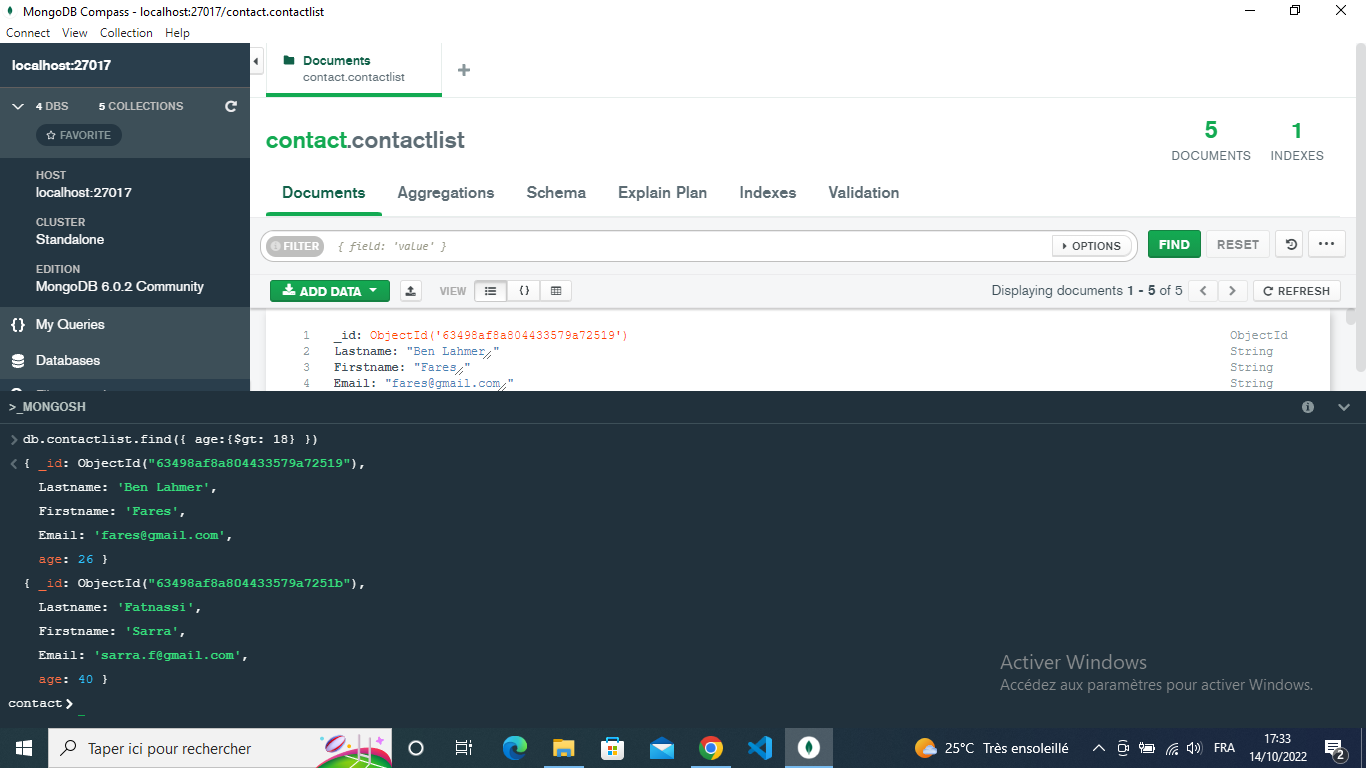 MongoDB Compass - localhost:27017/contact.contactlist
Connect View Collection Help
localhost:27017
Documents
contact.contactlist
4 DBS 5 COLLECTIONS
FAVORITE
HOST
localhost:27017
CLUSTER
Standalone
EDITION
MongoDB 6.0.2 Community
My Queries
Databases
contact.contactlist
5
DOCUMENTS
1
INDEXES
Documents Aggregations Schema Explain Plan Indexes Validation
FILTER { field: 'value' } OPTIONS FIND RESET
ADD DATA VIEW Displaying documents 1 - 5 of 5 REFRESH
1 _id: ObjectId('63498af8a804433579a72519') ObjectId
2 Lastname: "Ben Lahmer" String
3 Firstname: "Fares" String
4 Email: "fares@gmail.com" String
>_MONGOSH
db.contactlist.find({ age:{$gt: 18} })
{ _id: ObjectId("63498af8a804433579a72519"),
Lastname: 'Ben Lahmer',
Firstname: 'Fares',
Email: 'fares@gmail.com',
age: 26 }
{ _id: ObjectId("63498af8a804433579a7251b"),
Lastname: 'Fatnassi',
Firstname: 'Sarra',
Email: 'sarra.f@gmail.com',
age: 40 }
contact
Activer Windows
Accédez aux paramètres pour activer Windows.
Taper ici pour rechercher
25°C Très ensoleillé
FRA
17:33
14/10/2022
2